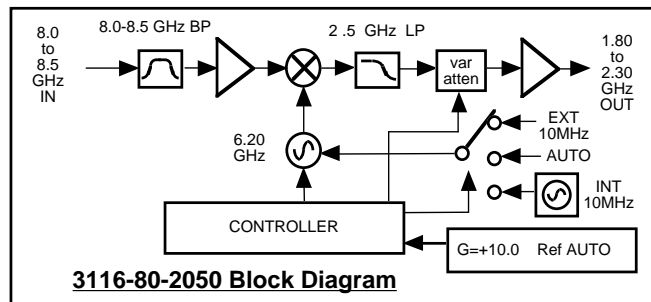 8.0
to
8.5
GHz
IN
8.0-8.5 GHz BP
2 .5 GHz LP
var
atten
1.80
to
2.30
GHz
OUT
6.20
GHz
EXT
10MHz
AUTO
INT
10MHz
CONTROLLER
G=+10.0 Ref AUTO
3116-80-2050 Block Diagram